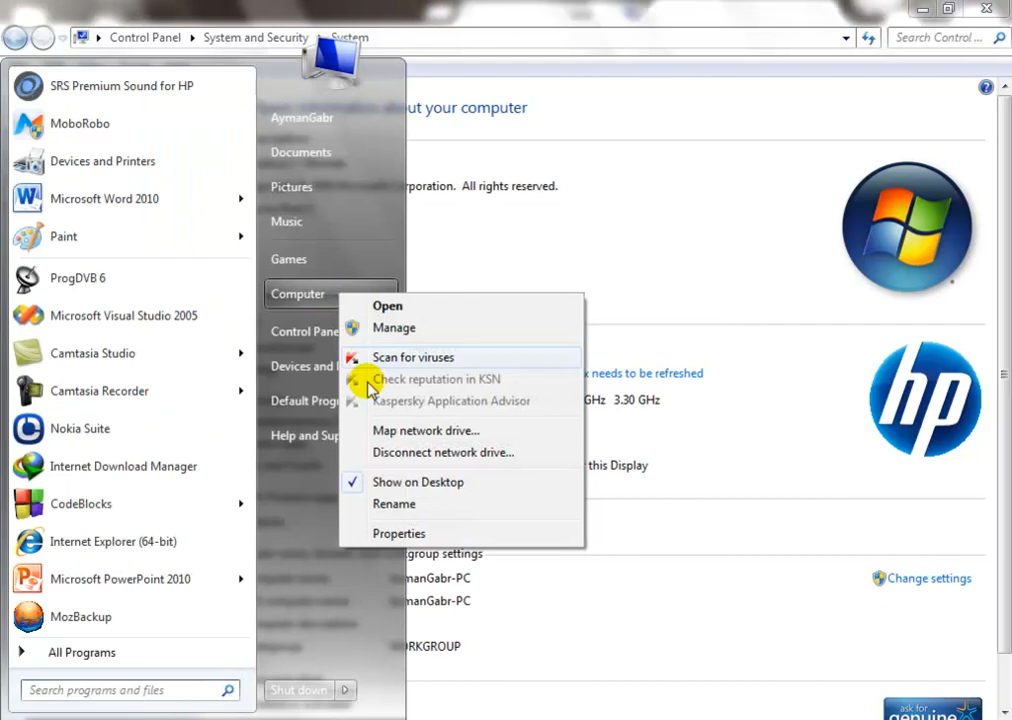 Control Panel
System and Security
System
Search Control ...
SRS Premium Sound for HP
MoboRobo
Devices and Printers
Microsoft Word 2010
Paint
ProgDVB 6
Microsoft Visual Studio 2005
Camtasia Studio
Camtasia Recorder
Nokia Suite
Internet Download Manager
CodeBlocks
Internet Explorer (64-bit)
Microsoft PowerPoint 2010
MozBackup
All Programs
Search programs and files
AymanGabr
Documents
Pictures
Music
Games
Computer
Control Pane
Devices and
Default Progr
Help and Sup
Shut down
Open
Manage
Scan for viruses
Check reputation in KSN
Kaspersky Application Advisor
Map network drive...
Disconnect network drive...
Show on Desktop
Rename
Properties
about your computer
rporation. All rights reserved.
needs to be refreshed
GHz 3.30 GHz
this Display
hp
group settings
manGabr-PC
Change settings
manGabr-PC
RKGROUP
ask for
genuine